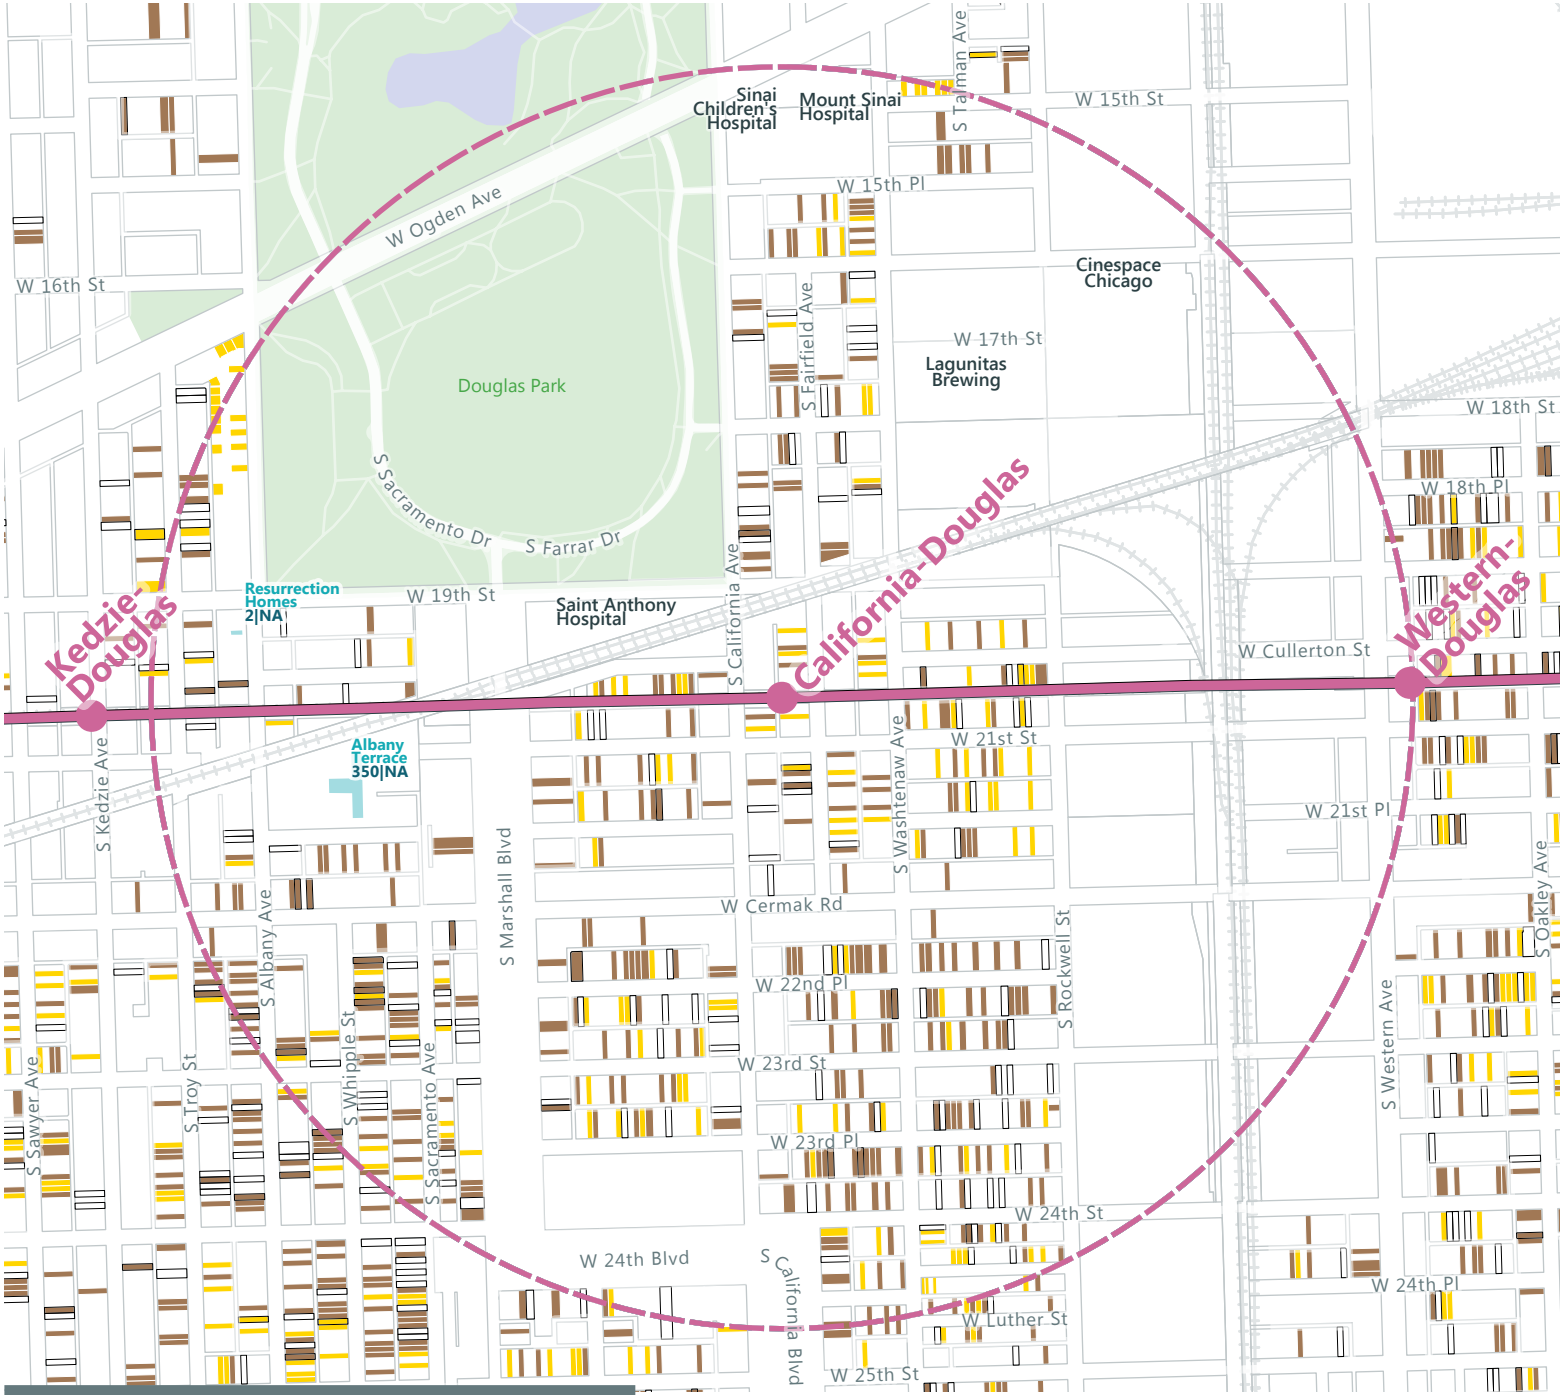 S Talman Ave
Sinai
Children's
Hospital
Mount Sinai
Hospital
W 15th St
W 15th Pl
W Ogden Ave
W 16th St
Cinespace
Chicago
S Fairfield Ave
W 17th St
Lagunitas
Brewing
Douglas Park
W 18th St
S Sacramento Dr
S Farrar Dr
W 18th Pl
California-Douglas
S California Ave
Resurrection
Homes
2|NA
W 19th St
Saint Anthony
Hospital
Kedzie-
Douglas
Western-
Douglas
W Cullerton St
S Kedzie Ave
Albany
Terrace
350|NA
W 21st St
S Washtenaw Ave
W 21st Pl
S Marshall Blvd
S Oakley Ave
S Albany Ave
W Cermak Rd
S Rockwell St
W 22nd Pl
S Western Ave
S Whipple St
S Sacramento Ave
S Troy St
S Sawyer Ave
W 23rd St
W 23rd Pl
W 24th St
W 24th Blvd
S California Blvd
W 24th Pl
W Luther St
W 25th St